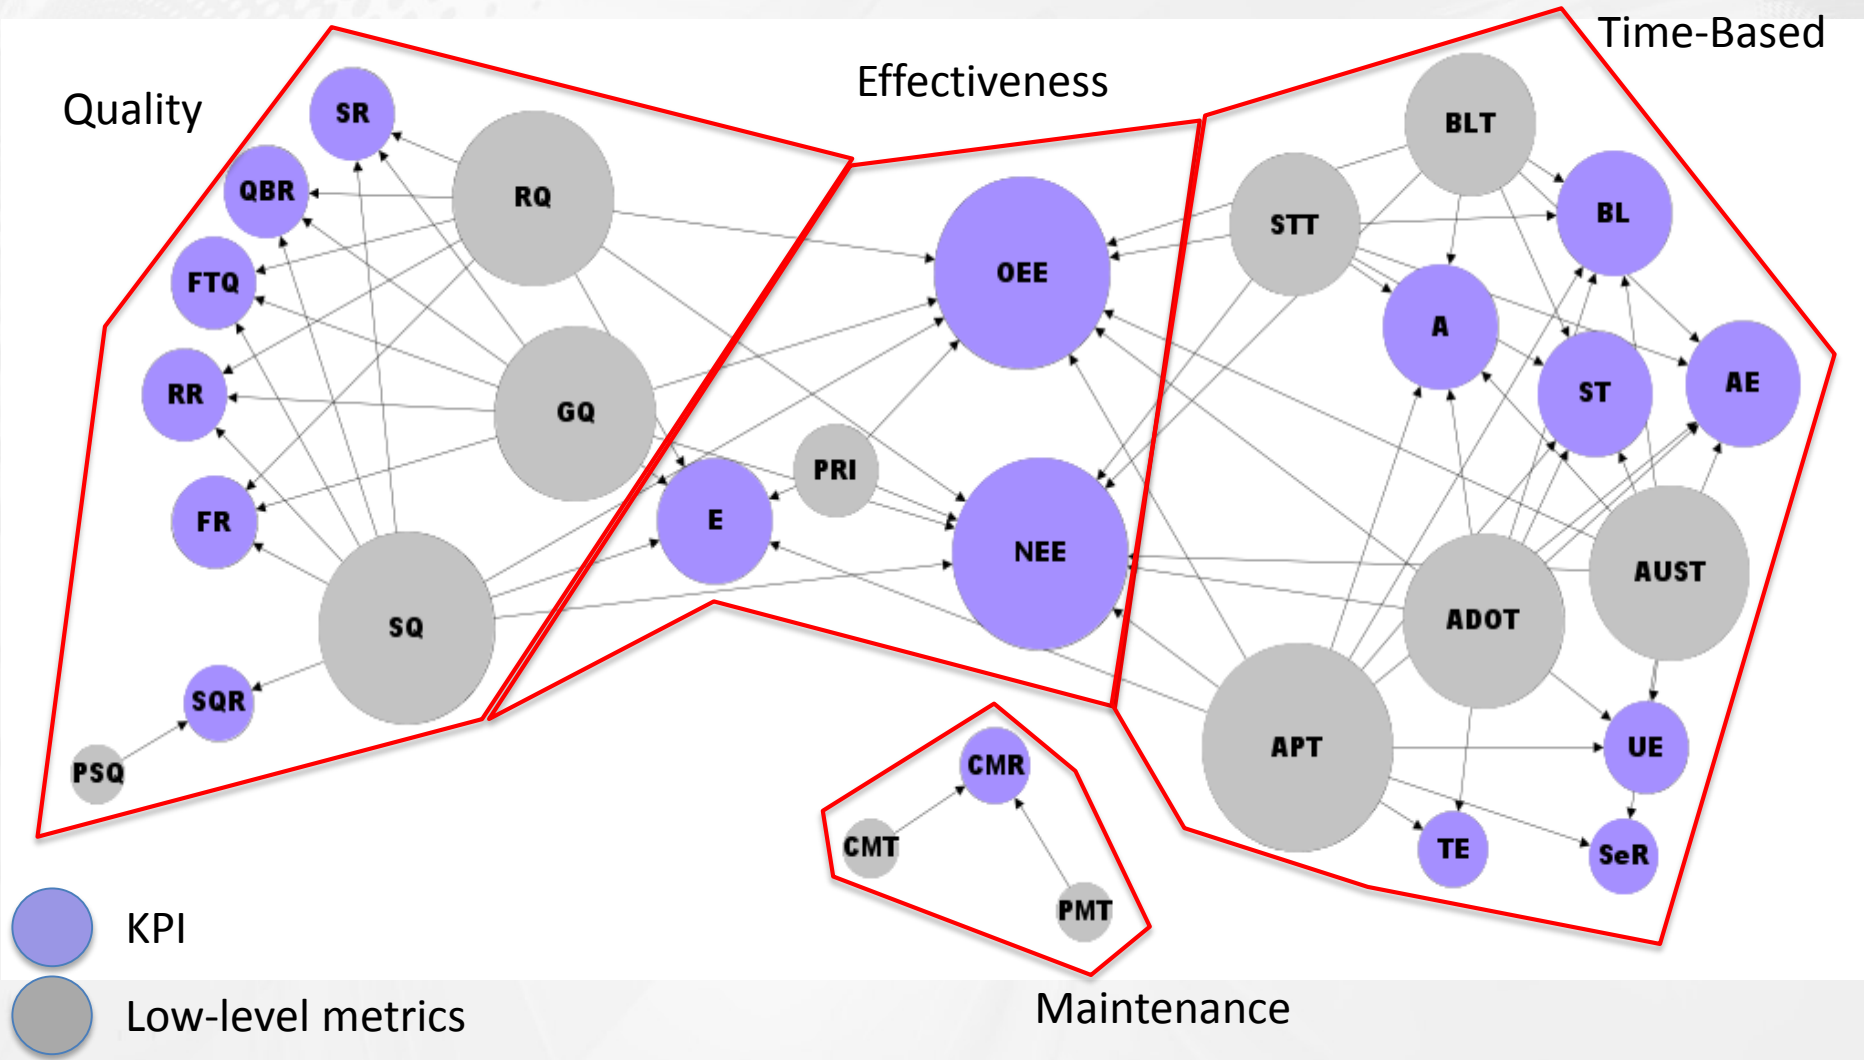 Time-Based
Effectiveness
Quality
SR
BLT
QBR
RQ
STT
BL
FTQ
OEE
A
RR
GQ
ST
AE
PRI
FR
E
NEE
AUST
SQ
ADOT
SQR
PSQ
CMR
APT
UE
CMT
TE
SeR
PMT
KPI
Low-level metrics
Maintenance